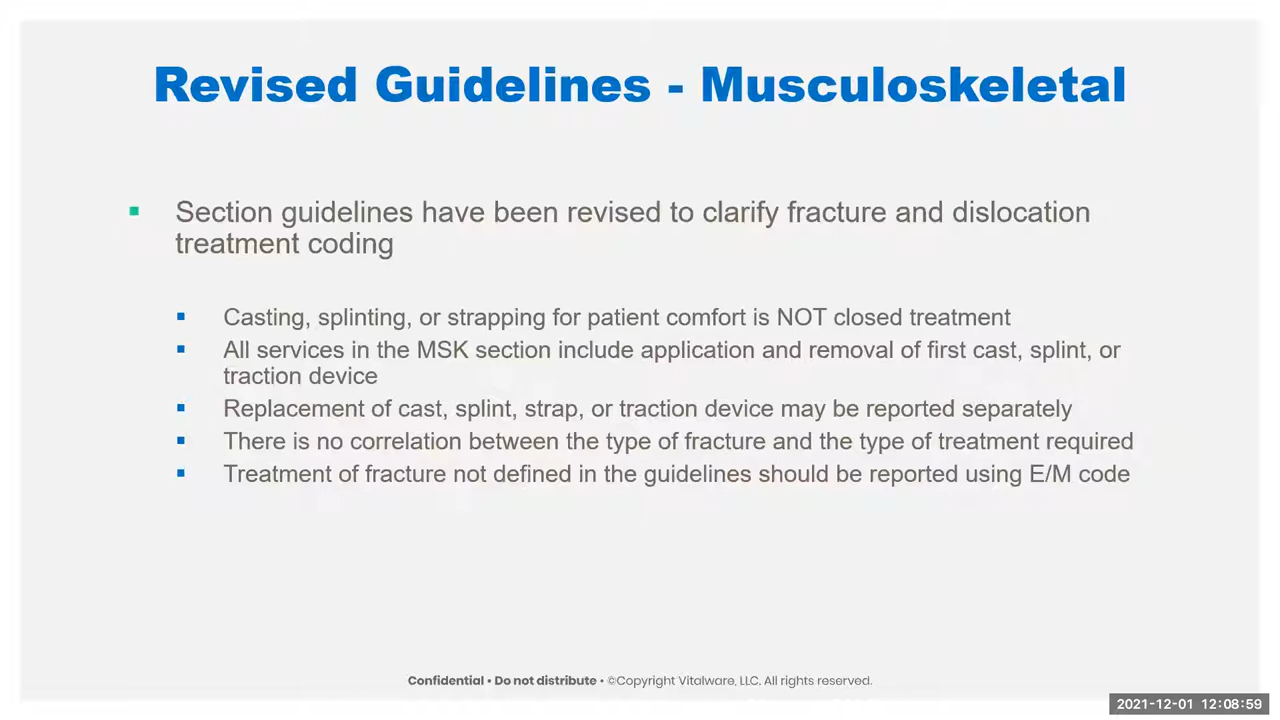 Revised Guidelines - Musculoskeletal
▪ Section guidelines have been revised to clarify fracture and dislocation
treatment coding
▪ Casting, splinting, or strapping for patient comfort is NOT closed treatment
▪ All services in the MSK section include application and removal of first cast, splint, or
traction device
▪ Replacement of cast, splint, strap, or traction device may be reported separately
▪ There is no correlation between the type of fracture and the type of treatment required
▪ Treatment of fracture not defined in the guidelines should be reported using E/M code
Confidential • Do not distribute • ©Copyright Vitalware, LLC. All rights reserved.
2021-12-01 12:08:59